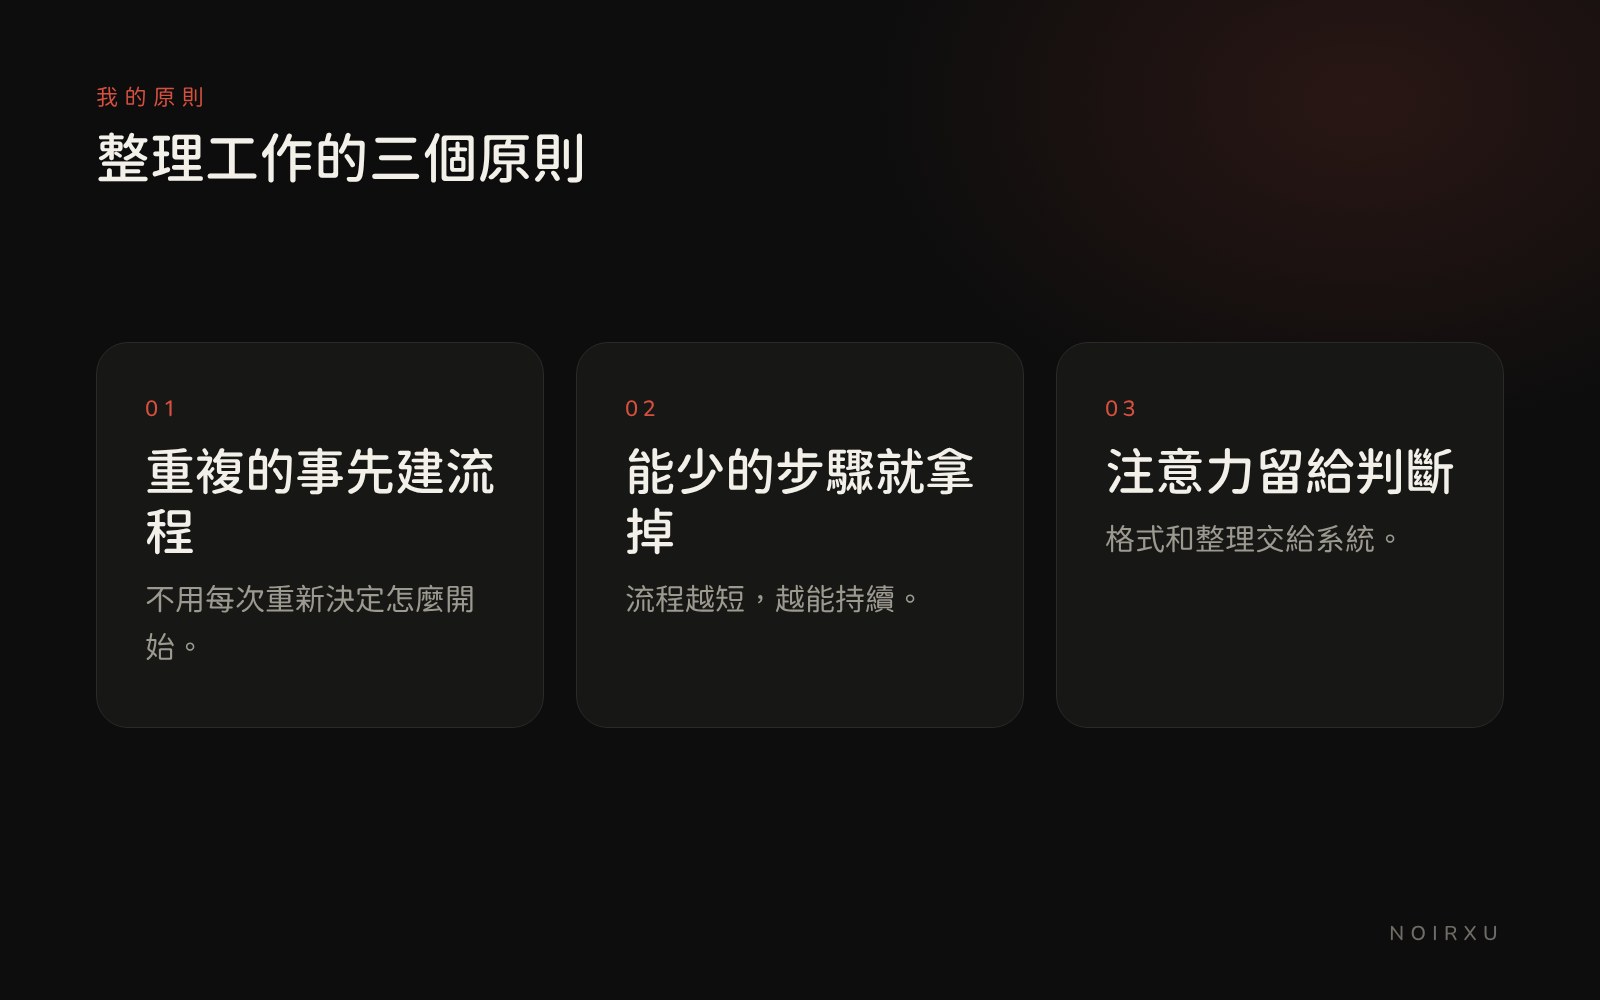 我的原則
整理工作的三個原則
01
重複的事先建流
程
不用每次重新決定怎麼開
始。
02
能少的步驟就拿
掉
流程越短，越能持續。
03
注意力留給判斷
格式和整理交給系統。
NOIRXU